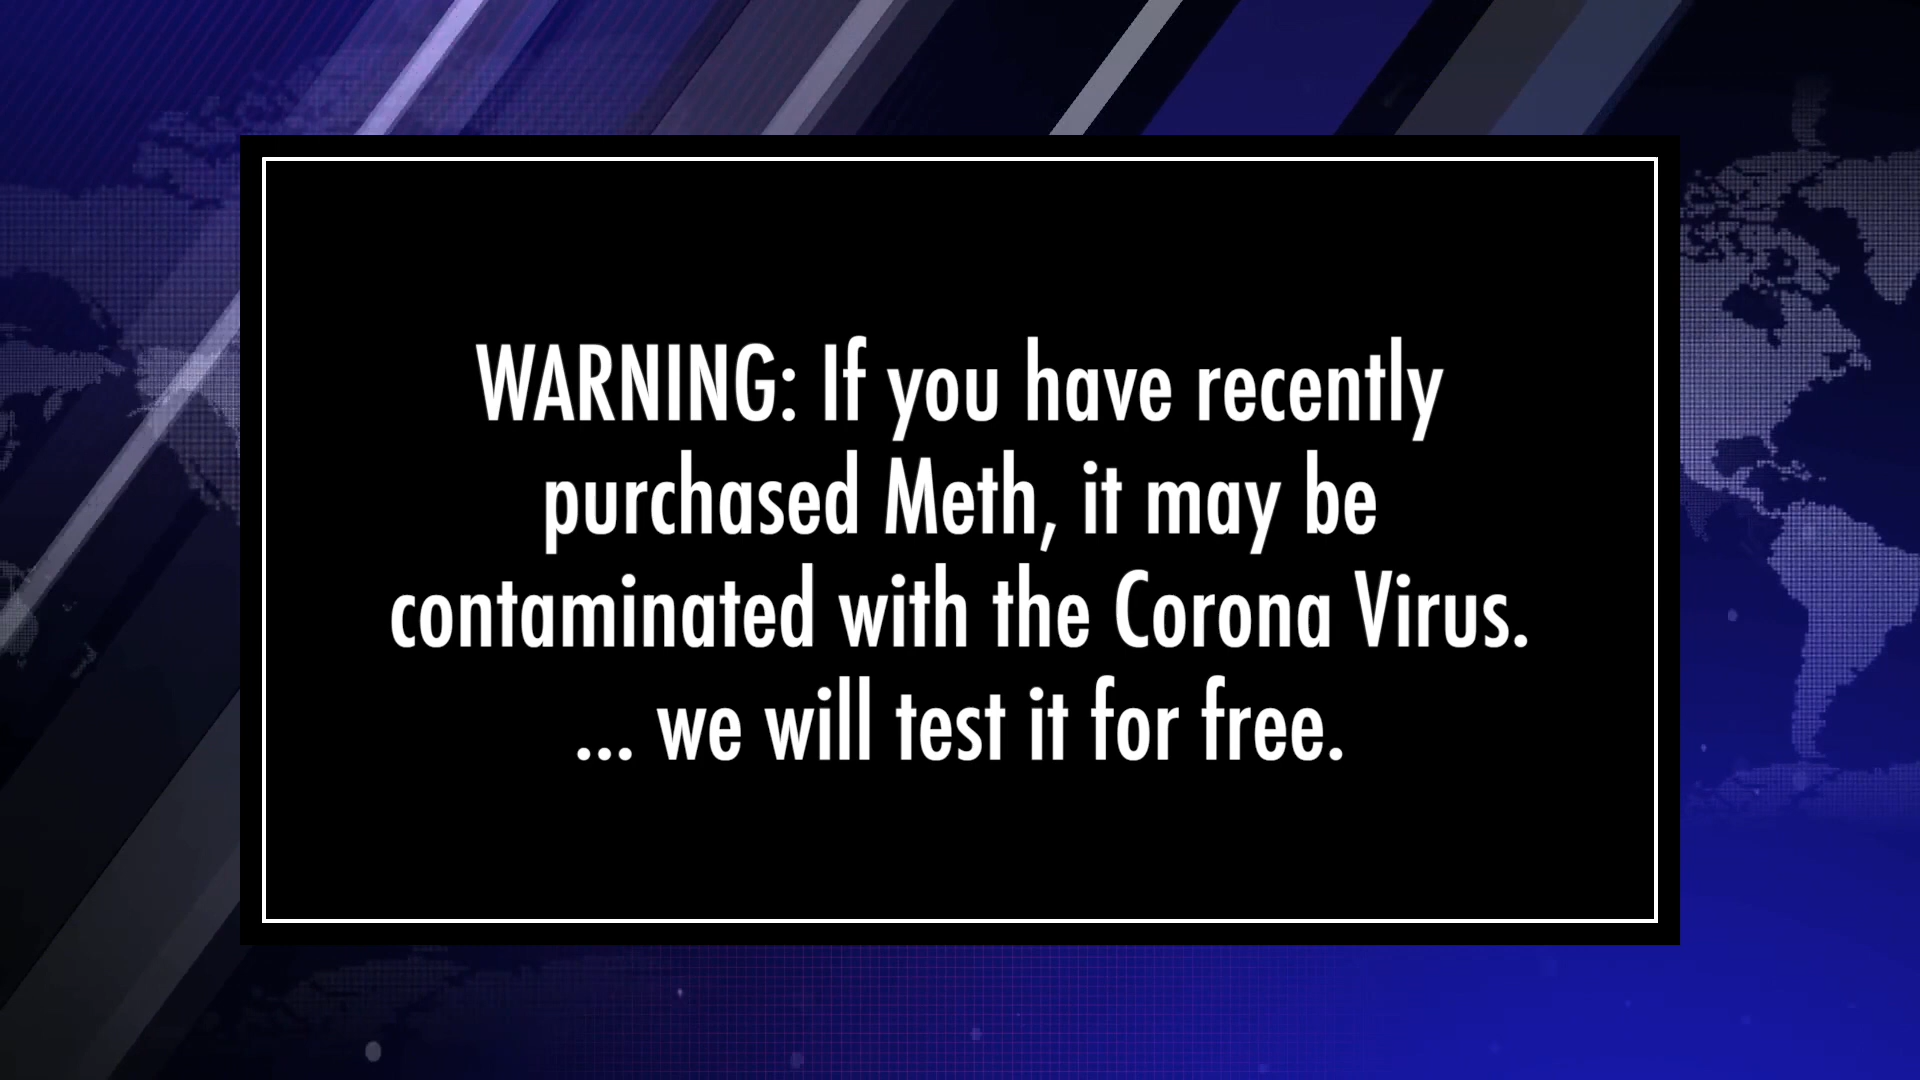 WARNING: If you have recently
purchased Meth, it may be
contaminated with the Corona Virus.
... we will test it for free.